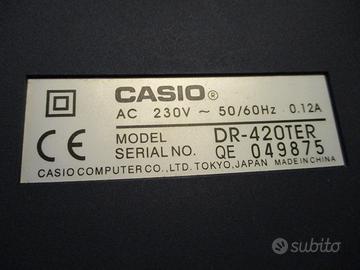 CASIO®
AC 230V ~ 50/60Hz 0.12A
MODEL DR-420TER
SERIAL NO. QE 049875
CASIO COMPUTER CO., LTD. TOKYO, JAPAN MADE IN CHINA
CE
subito